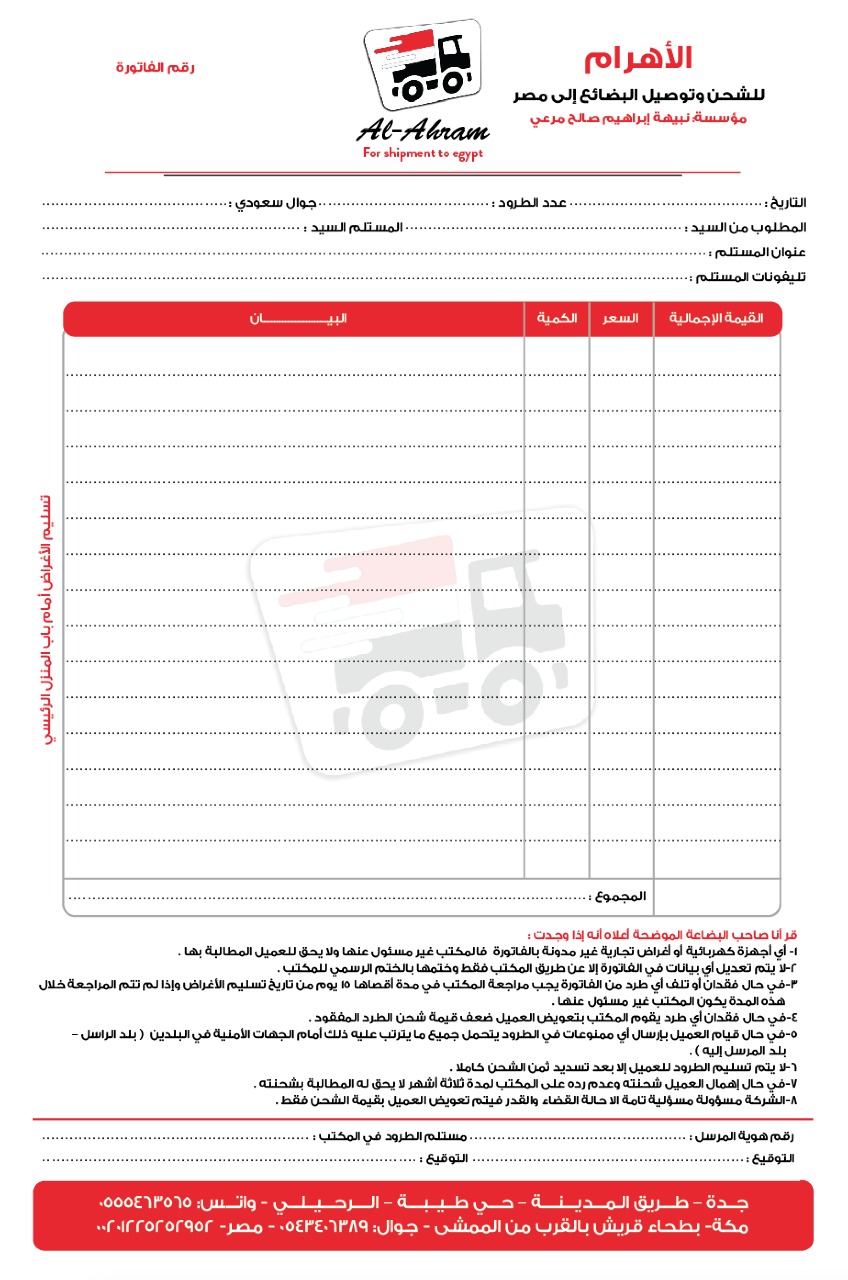 الأهرام
للشحن وتوصيل البضائع إلى مصر
مؤسسة: نبيهة إبراهيم صالح مرعي
Al-Ahram
For shipment to egypt
رقم الفاتورة
التاريخ : عدد الطرود : جوال سعودي :
المطلوب من السيد : المستلم السيد :
عنوان المستلم :
تليفونات المستلم :
القيمة الإجمالية السعر الكمية البيـــــــــان
المجموع :
تسليم الأغراض أمام باب المنزل الرئيسي
قر أنا صاحب البضاعة الموضحة أعلاه أنه إذا وجدت :
١- أي أجهزة كهربائية أو أغراض تجارية غير مدونة بالفاتورة فالمكتب غير مسئول عنها ولا يحق للعميل المطالبة بها .
٢-لا يتم تعديل أي بيانات في الفاتورة إلا عن طريق المكتب فقط وختمها بالختم الرسمي للمكتب .
٣-في حال فقدان أو تلف أي طرد من الفاتورة يجب مراجعة المكتب في مدة أقصاها ١٥ يوم من تاريخ تسليم الأغراض وإذا لم تتم المراجعة خلال
هذه المدة يكون المكتب غير مسئول عنها .
٤-في حال فقدان أي طرد يقوم المكتب بتعويض العميل ضعف قيمة شحن الطرد المفقود .
٥-في حال قيام العميل بإرسال أي ممنوعات في الطرود يتحمل جميع ما يترتب عليه ذلك أمام الجهات الأمنية في البلدين ( بلد الراسل –
بلد المرسل إليه ) .
٦-لا يتم تسليم الطرود للعميل إلا بعد تسديد ثمن الشحن كاملا .
٧-في حال إهمال العميل شحنته وعدم رده على المكتب لمدة ثلاثة أشهر لا يحق له المطالبة بشحنته .
٨-الشركة مسؤولة مسؤلية تامة الا حالة القضاء والقدر فيتم تعويض العميل بقيمة الشحن فقط .
رقم هوية المرسل : مستلم الطرود في المكتب :
التوقيع : التوقيع :
جدة – طريق المدينة – حي طيبة – الرحيلي – واتس: ٠٥٥٥٤٦٣٥٦٥
مكة- بطحاء قريش بالقرب من الممشى - جوال: ٠٥٤٣٤٠٦٣٨٩ - مصر- ٠٠٢٠١٢٢٥٢٥٢٩٥٢